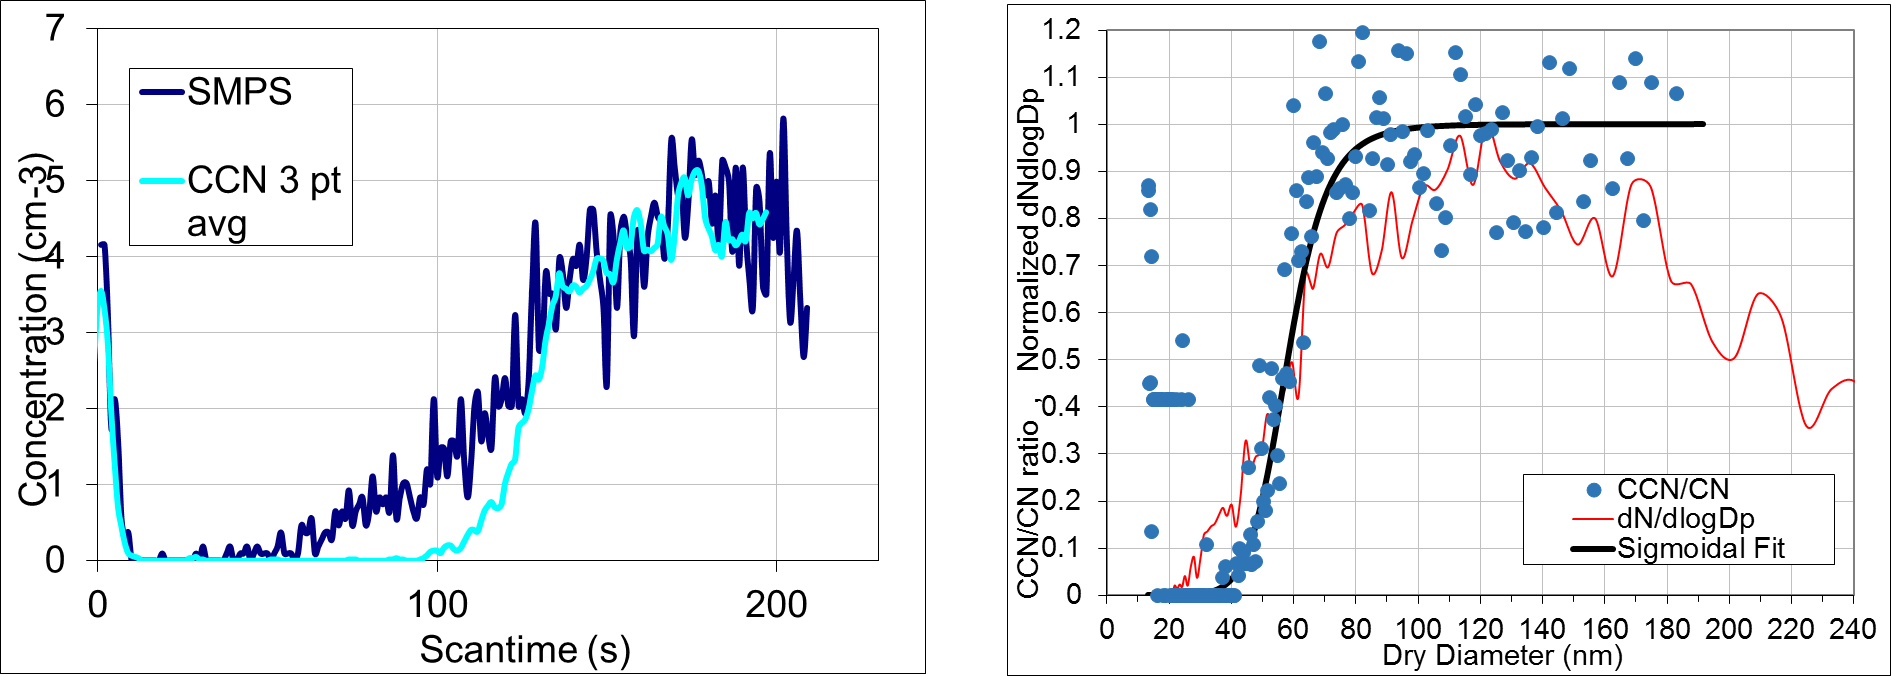 7
6
5
4
3
2
1
0
Concentration (cm-3)
SMPS
CCN 3 pt
avg
0
100
200
Scantime (s)
1.2
1.1
1
0.9
0.8
0.7
0.6
0.5
0.4
0.3
0.2
0.1
0
CCN/CN ratio , Normalized dNdlogDp
CCN/CN
dN/dlogDp
Sigmoidal Fit
0 20 40 60 80 100 120 140 160 180 200 220 240
Dry Diameter (nm)